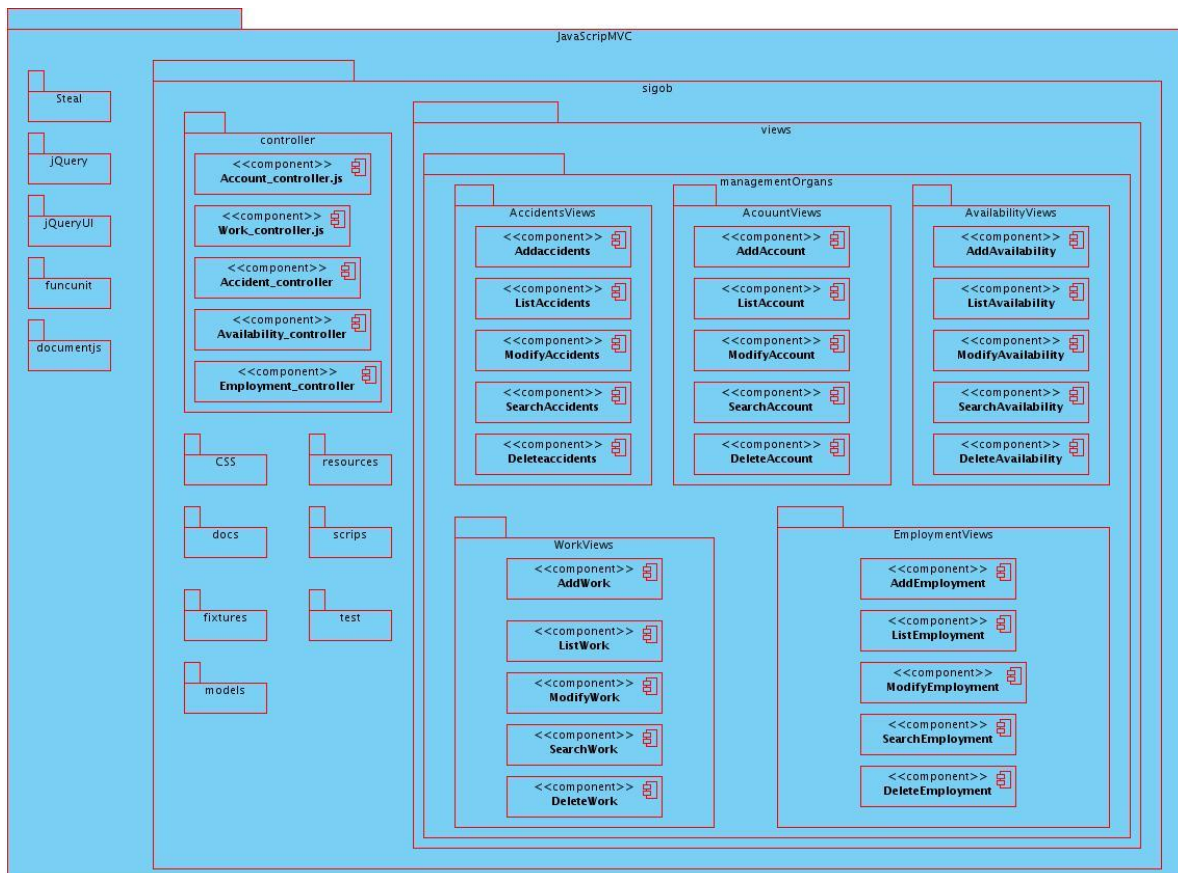 JavaScripMVC
Steal
jQuery
jQueryUI
funcunit
documentjs
sigob
controller
<<component>>
Account_controller.js
<<component>>
Work_controller.js
<<component>>
Accident_controller
<<component>>
Availability_controller
<<component>>
Employment_controller
CSS
resources
docs
scrips
fixtures
test
models
views
managementOrgans
AccidentsViews
<<component>>
Addaccidents
<<component>>
ListAccidents
<<component>>
ModifyAccidents
<<component>>
SearchAccidents
<<component>>
Deleteaccidents
AcouuntViews
<<component>>
AddAccount
<<component>>
ListAccount
<<component>>
ModifyAccount
<<component>>
SearchAccount
<<component>>
DeleteAccount
AvailabilityViews
<<component>>
AddAvailability
<<component>>
ListAvailability
<<component>>
ModifyAvailability
<<component>>
SearchAvailability
<<component>>
DeleteAvailability
WorkViews
<<component>>
AddWork
<<component>>
ListWork
<<component>>
ModifyWork
<<component>>
SearchWork
<<component>>
DeleteWork
EmploymentViews
<<component>>
AddEmployment
<<component>>
ListEmployment
<<component>>
ModifyEmployment
<<component>>
SearchEmployment
<<component>>
DeleteEmployment